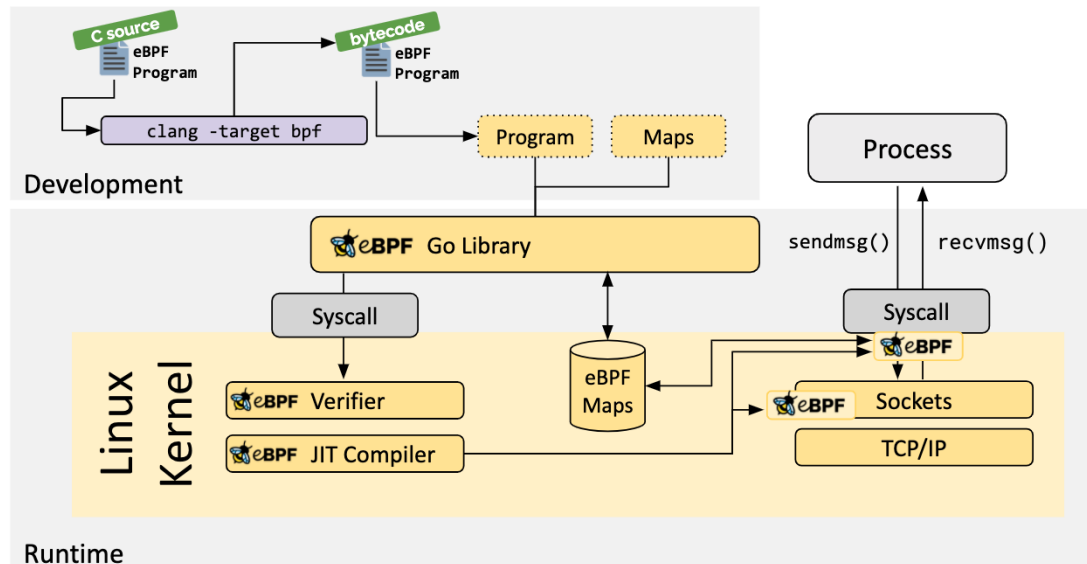 C source
eBPF
Program
bytecode
eBPF
Program
clang -target bpf
Program
Maps
Development
Process
sendmsg()
recvmsg()
eBPF Go Library
Syscall
Syscall
eBPF
Linux
Kernel
eBPF Verifier
eBPF
Maps
eBPF
Sockets
eBPF JIT Compiler
TCP/IP
Runtime